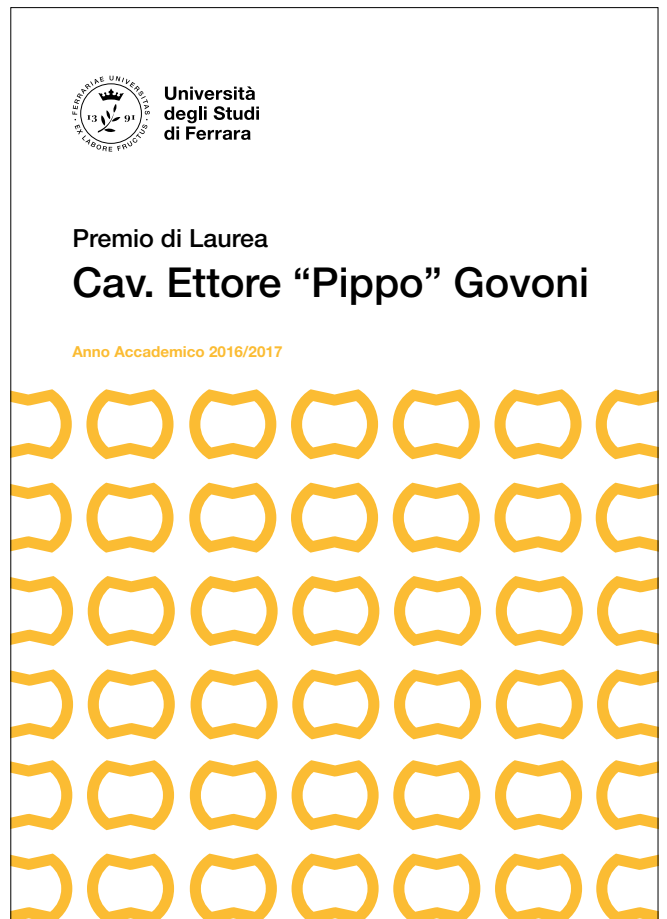 FERRARIAE UNIVERSITAS
13 91
EX LABORE FRUCTUS
Università
degli Studi
di Ferrara
Premio di Laurea
Cav. Ettore “Pippo” Govoni
Anno Accademico 2016/2017